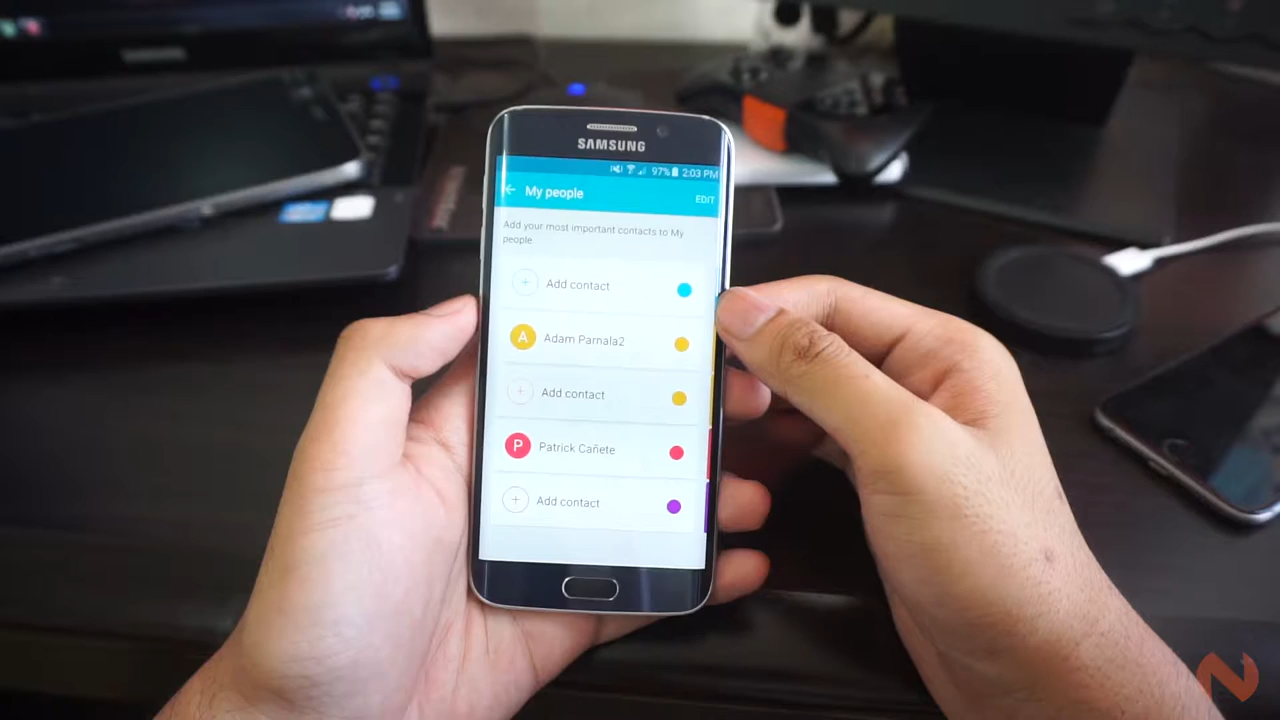 SAMSUNG
SAMSUNG
97% 2:03 PM
My people
EDIT
Add your most important contacts to My
people.
Add contact
A
Adam Parnala2
Add contact
P
Patrick Cañete
Add contact